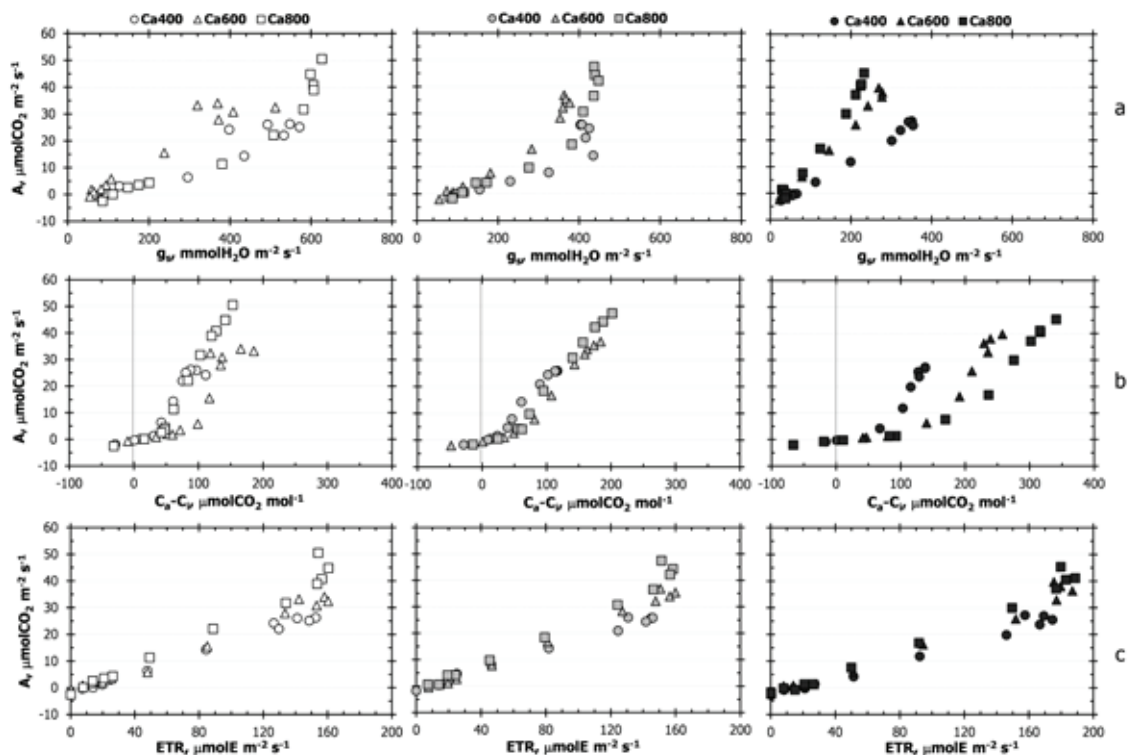 Ca400 Ca600 Ca800
Ca400 Ca600 Ca800
Ca400 Ca600 Ca800
A, μmolCO2 m-2 s-1
60
50
40
30
20
10
0
-10
0 200 400 600 800
gs, mmolH2O m-2 s-1
0 200 400 600 800
gs, mmolH2O m-2 s-1
0 200 400 600 800
gs, mmolH2O m-2 s-1
a
A, μmolCO2 m-2 s-1
60
50
40
30
20
10
0
-10
-100 0 100 200 300 400
Ca-Ci, μmolCO2 mol-1
-100 0 100 200 300 400
Ca-Ci, μmolCO2 mol-1
-100 0 100 200 300 400
Ca-Ci, μmolCO2 mol-1
b
A, μmolCO2 m-2 s-1
60
50
40
30
20
10
0
-10
0 40 80 120 160 200
ETR, μmolE m-2 s-1
0 40 80 120 160 200
ETR, μmolE m-2 s-1
0 40 80 120 160 200
ETR, μmolE m-2 s-1
c